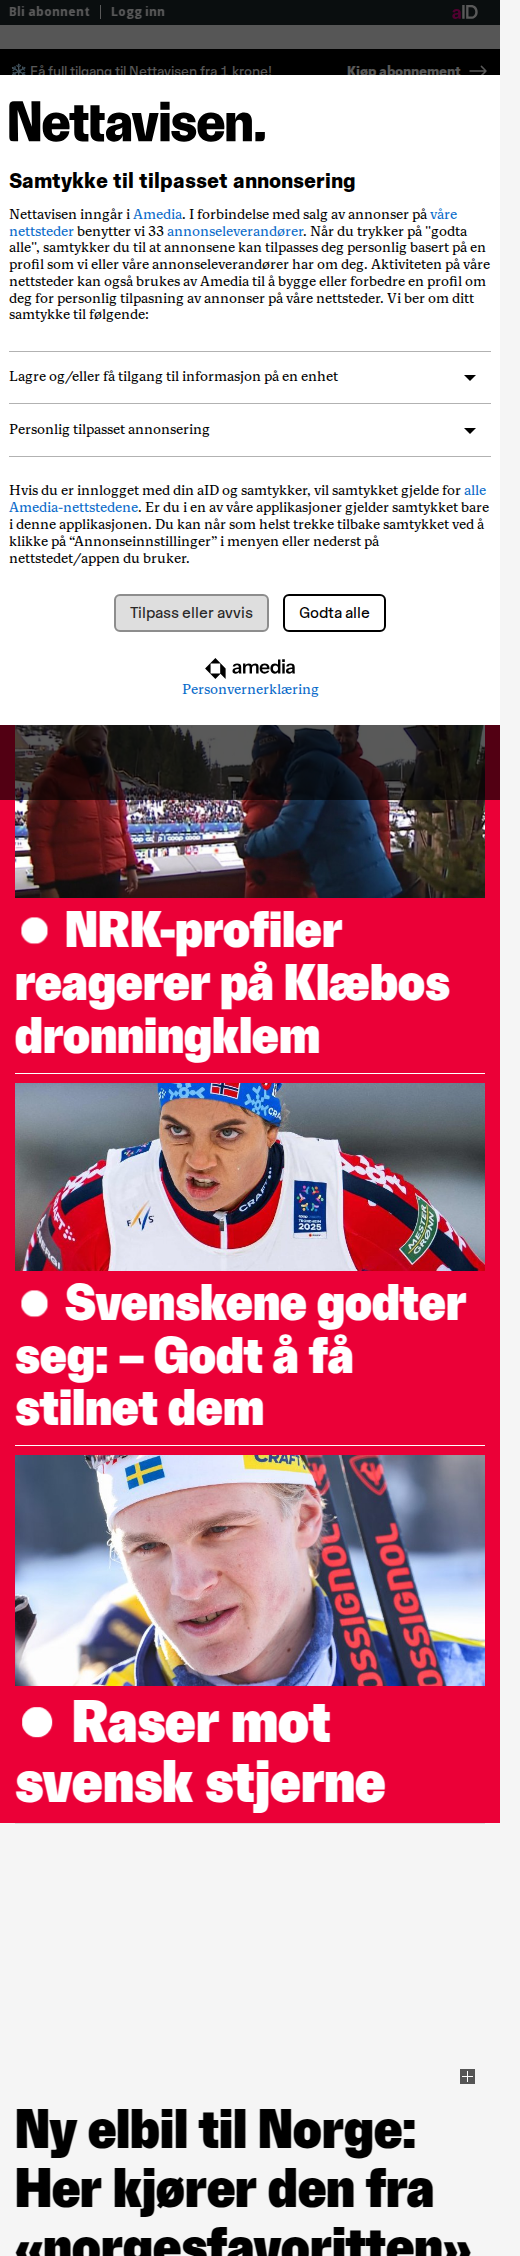 Bli abonnent | Logg inn
aID
Få full tilgang til Nettavisen fra 1 krone!
Kjøp abonnement →
Nettavisen.
Samtykke til tilpasset annonsering
Nettavisen inngår i Amedia. I forbindelse med salg av annonser på våre
nettsteder benytter vi 33 annonseleverandører. Når du trykker på "godta
alle", samtykker du til at annonsene kan tilpasses deg personlig basert på en
profil som vi eller våre annonseleverandører har om deg. Aktiviteten på våre
nettsteder kan også brukes av Amedia til å bygge eller forbedre en profil om
deg for personlig tilpasning av annonser på våre nettsteder. Vi ber om ditt
samtykke til følgende:
Lagre og/eller få tilgang til informasjon på en enhet
Personlig tilpasset annonsering
Hvis du er innlogget med din aID og samtykker, vil samtykket gjelde for alle
Amedia-nettstedene. Er du i en av våre applikasjoner gjelder samtykket bare
i denne applikasjonen. Du kan når som helst trekke tilbake samtykket ved å
klikke på “Annonseinnstillinger” i menyen eller nederst på
nettstedet/appen du bruker.
Tilpass eller avvis
Godta alle
amedia
Personvernerklæring
NRK-profiler
reagerer på Klæbos
dronningklem
CRAFT
FIS
TRONDHEIM
2025
MESTER
GRØNN
Svenskene godter
seg: – Godt å få
stilnet dem
CRAFT
ROSSIGNOL
OSSIGNOL
Raser mot
svensk stjerne
Ny elbil til Norge:
Her kjører den fra
«norgesfavoritten»